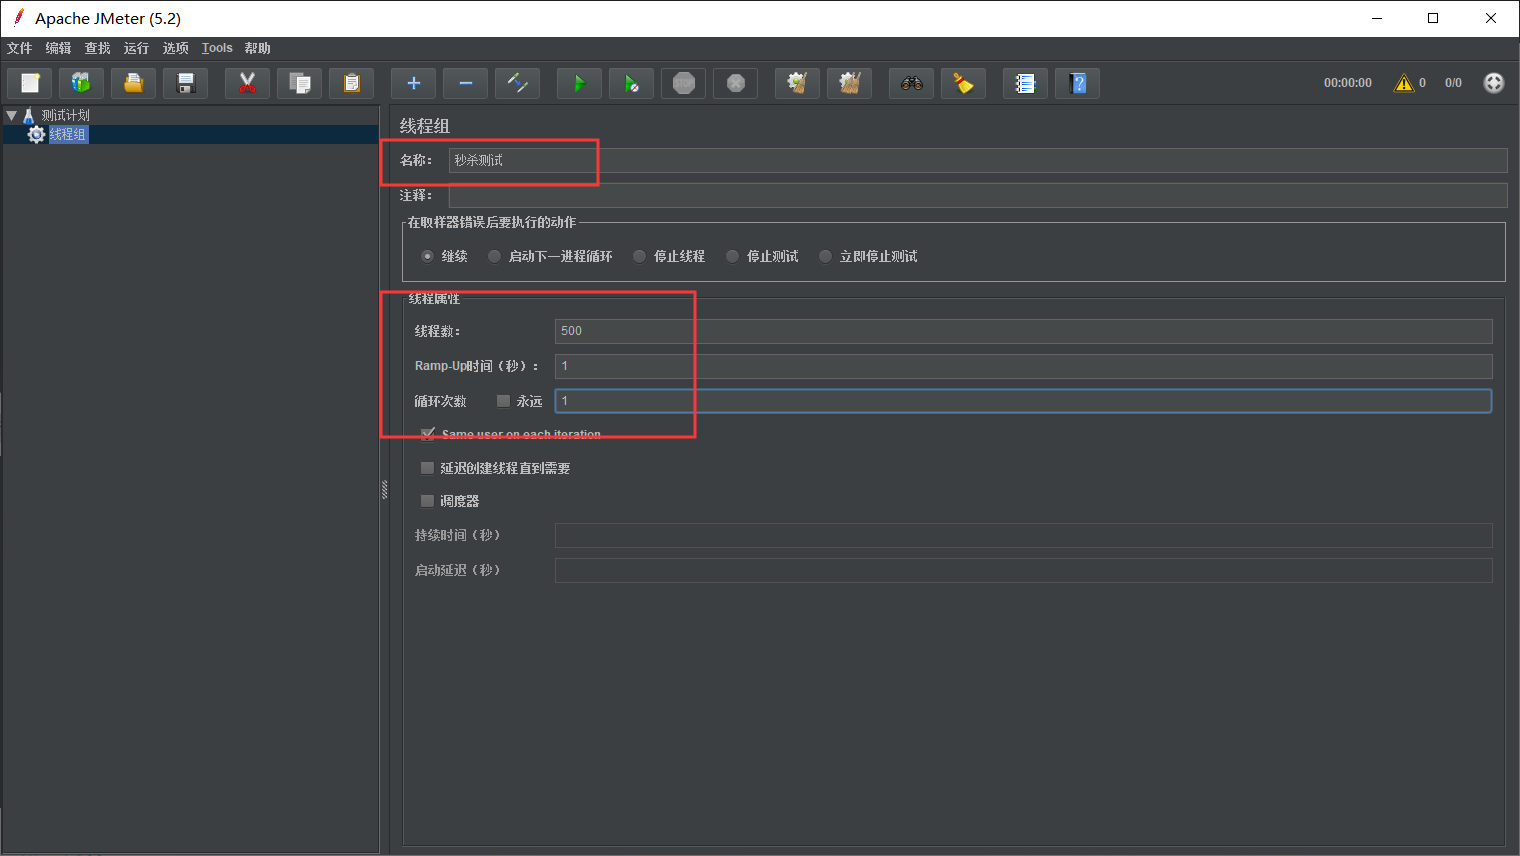 Apache JMeter (5.2)
文件 编辑 查找 运行 选项 Tools 帮助
00:00:00 0 0/0
测试计划
线程组
线程组
名称： 秒杀测试
注释：
在取样器错误后要执行的动作
继续 启动下一进程循环 停止线程 停止测试 立即停止测试
线程属性
线程数： 500
Ramp-Up时间（秒）： 1
循环次数 永远 1
Same user on each iteration
延迟创建线程直到需要
调度器
持续时间（秒）
启动延迟（秒）